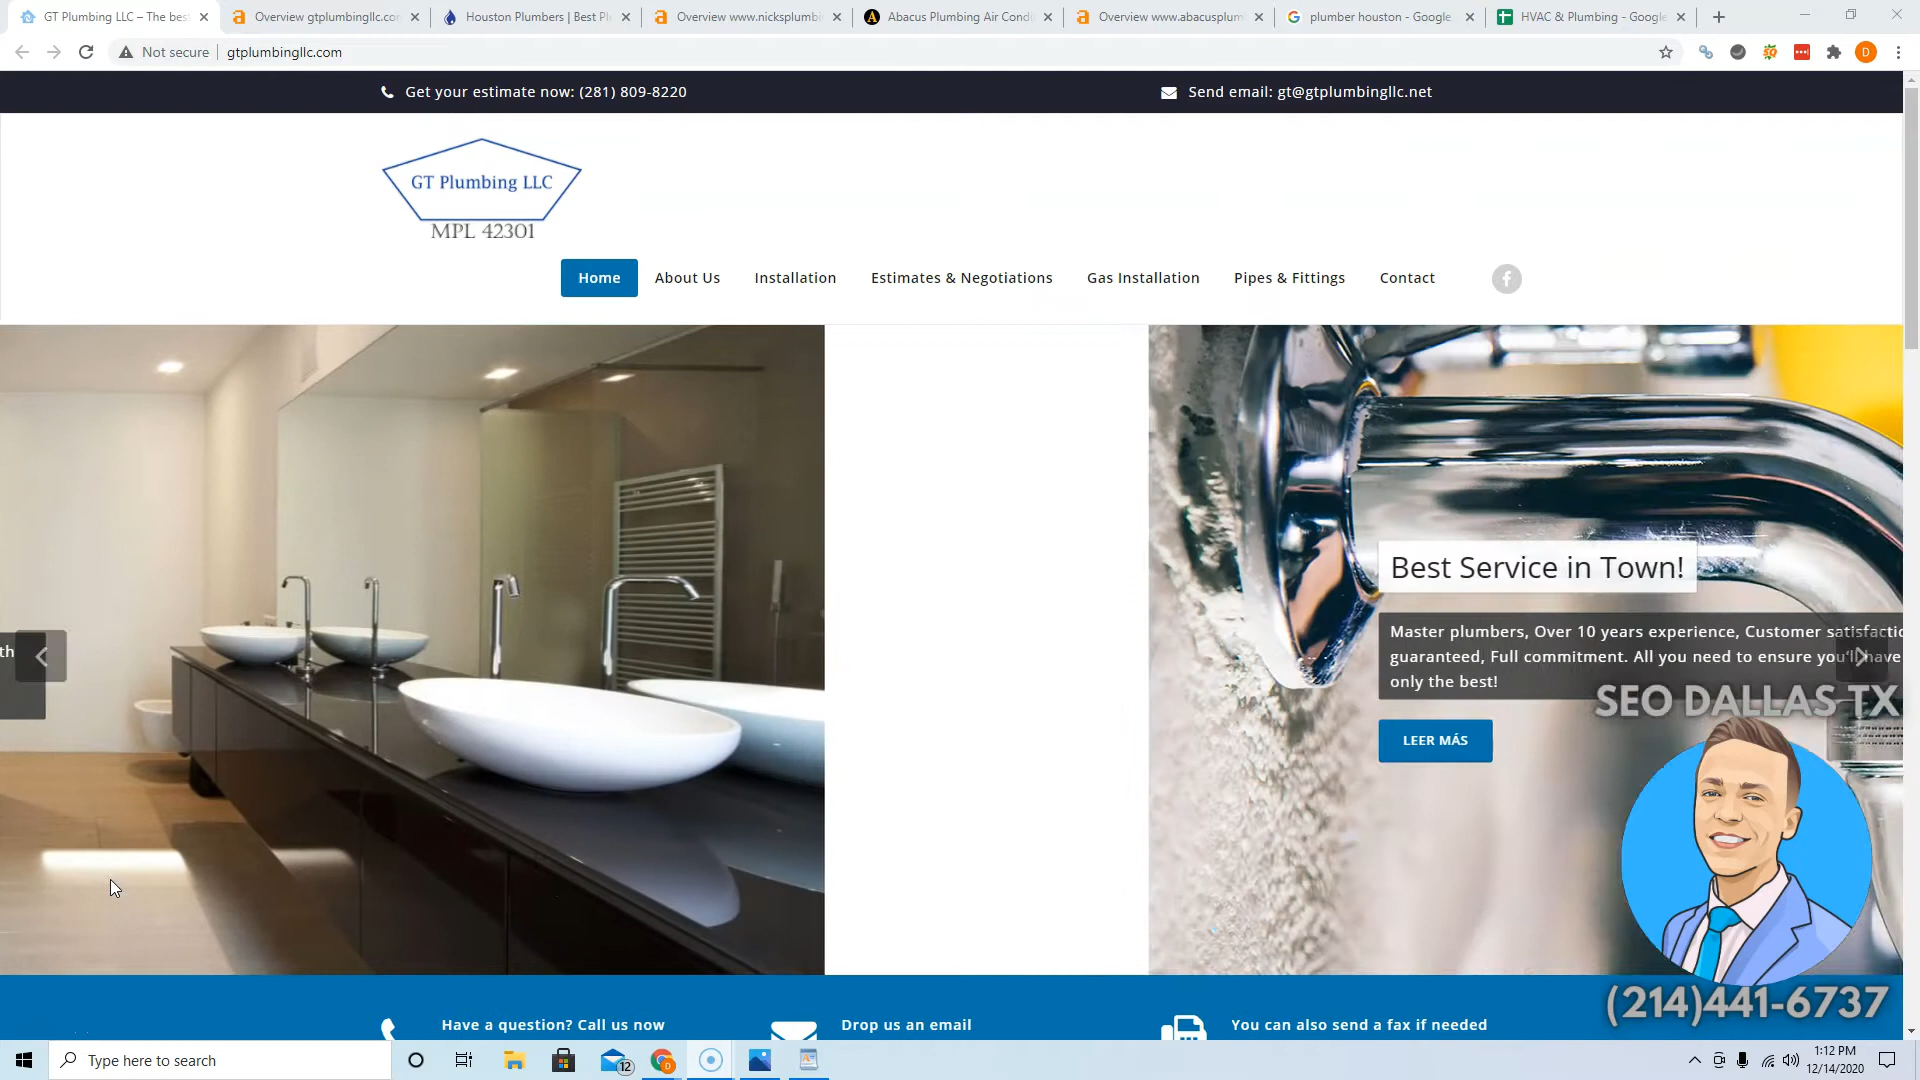 GT Plumbing LLC – The bes
Overview gtplumbingllc.co
Houston Plumbers | Best Pl
Overview www.nicksplumbi
Abacus Plumbing Air Condi
Overview www.abacusplum
plumber houston - Google
HVAC & Plumbing - Google
Not secure
gtplumbingllc.com
D
Get your estimate now: (281) 809-8220
Send email: gt@gtplumbingllc.net
GT Plumbing LLC
MPL 42301
Home
About Us
Installation
Estimates & Negotiations
Gas Installation
Pipes & Fittings
Contact
Best Service in Town!
th
Master plumbers, Over 10 years experience, Customer satisfactio
guaranteed, Full commitment. All you need to ensure you'll have
only the best!
SEO DALLAS TX
LEER MÁS
(214)441-6737
Have a question? Call us now
Drop us an email
You can also send a fax if needed
Type here to search
12
1:12 PM
12/14/2020